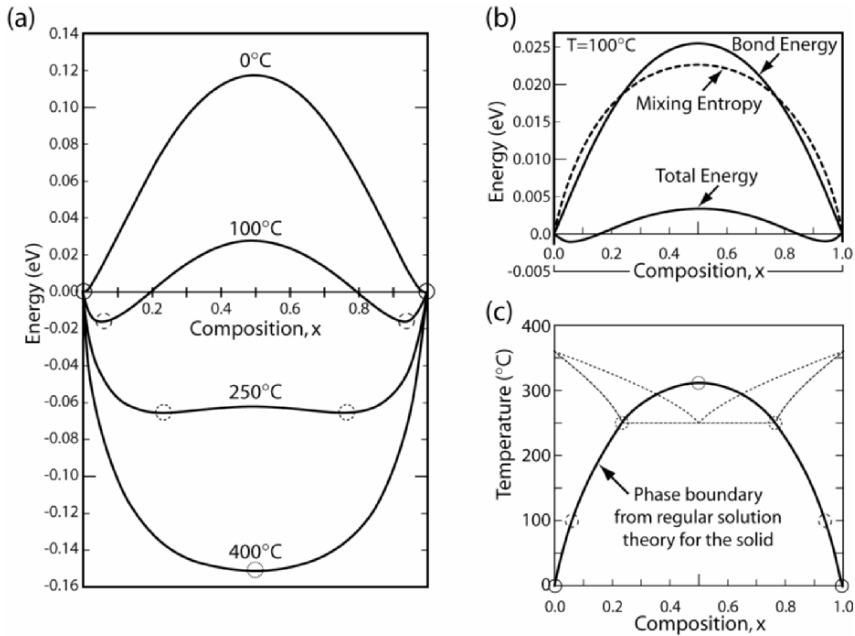 (a)
0.14
0.12
0.10
0.08
0.06
0.04
0.02
0.00
-0.02
-0.04
-0.06
-0.08
-0.10
-0.12
-0.14
-0.16
Energy (eV)
0°C
100°C
0.2 0.4 0.6 0.8
Composition, x
250°C
400°C
(b)
T=100°C
0.025
0.020
0.015
0.010
0.005
0.0
-0.005
Energy (eV)
Bond Energy
Mixing Entropy
Total Energy
0.2 0.4 0.6 0.8 1.0
Composition, x
(c)
400
300
200
100
0
Temperature (°C)
Phase boundary
from regular solution
theory for the solid
0.0 0.2 0.4 0.6 0.8 1.0
Composition, x